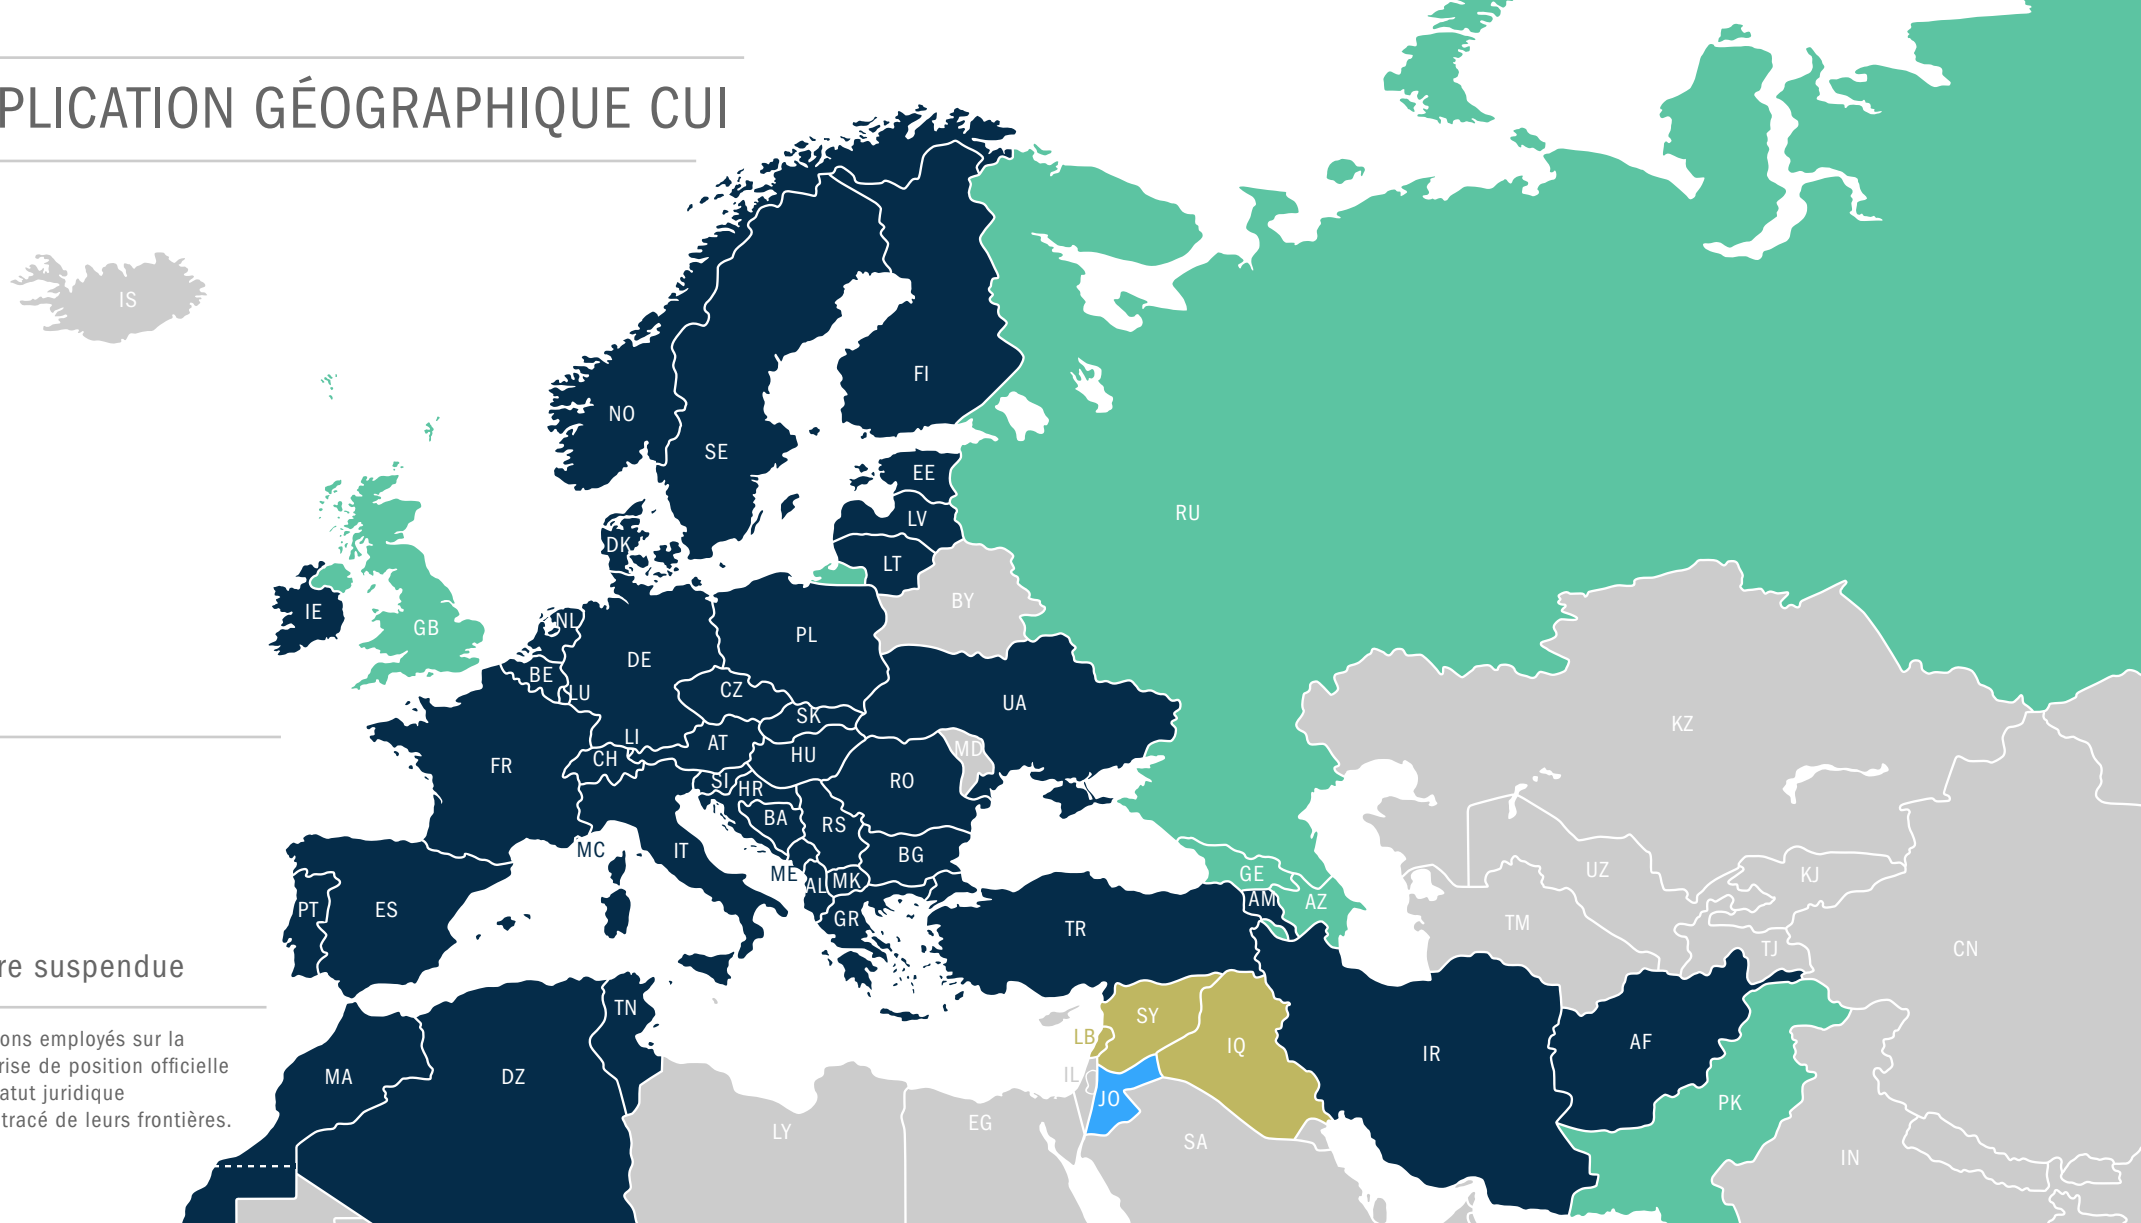 PLICATION GÉOGRAPHIQUE CUI
IS
FI
NO
SE
EE
LV
RU
DK
LT
BY
IE
GB
NL
PL
DE
BE
LU
CZ
UA
SK
KZ
LI
AT
MD
CH
HU
FR
RO
SI
HR
BA
RS
MC
IT
BG
ME
AL
MK
GE
UZ
KJ
PT
ES
GR
TR
AM
AZ
TM
TJ
CN
re suspendue
TN
SY
LB
IQ
IR
AF
ons employés sur la
rise de position officielle
atut juridique
tracé de leurs frontières.
MA
DZ
IL
JO
PK
LY
EG
SA
IN